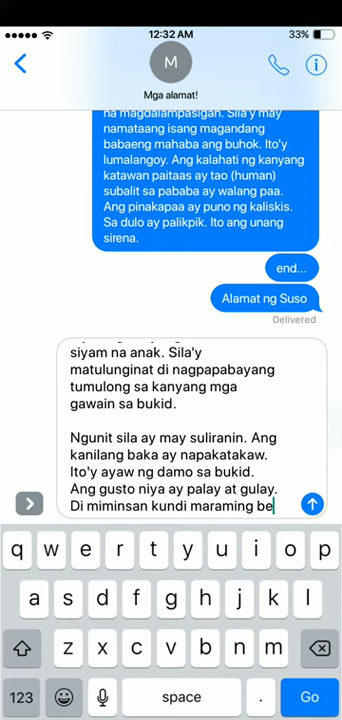 12:32 AM
33%
M
Mga alamat!
na magdalampasigan. Sila'y may
namataang isang magandang
babaeng mahaba ang buhok. Ito'y
lumalangoy. Ang kalahati ng kanyang
katawan paitaas ay tao (human)
subalit sa pababa ay walang paa.
Ang pinakapaa ay puno ng kaliskis.
Sa dulo ay palikpik. Ito ang unang
sirena.
end...
Alamat ng Suso
Delivered
siyam na anak. Sila'y
matulunginat di nagpapabayang
tumulong sa kanyang mga
gawain sa bukid.
Ngunit sila ay may suliranin. Ang
kanilang baka ay napakatakaw.
Ito'y ayaw ng damo sa bukid.
Ang gusto niya ay palay at gulay.
Di miminsan kundi maraming be
q w e r t y u i o p
a s d f g h j k l
z x c v b n m
123 space . Go